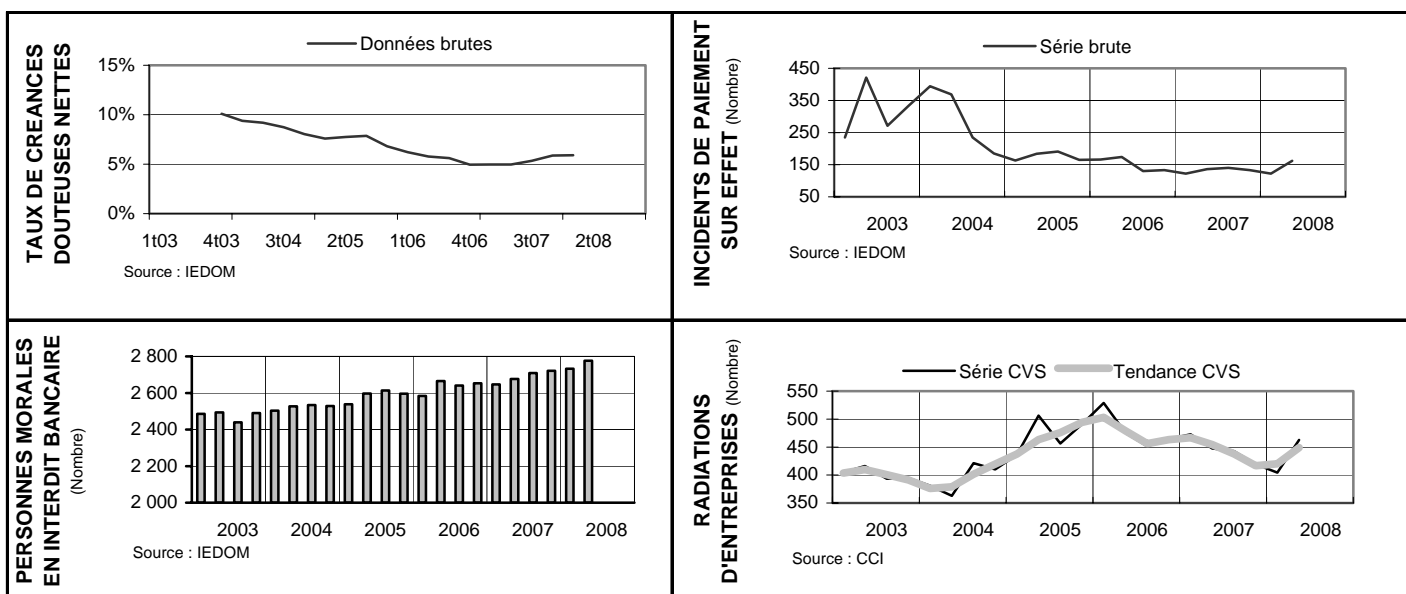 TAUX DE CREANCES
DOUTEUSES NETTES
Données brutes
15%
10%
5%
0%
1t03 4t03 3t04 2t05 1t06 4t06 3t07 2t08
Source : IEDOM
INCIDENTS DE PAIEMENT
SUR EFFET (Nombre)
Série brute
450
350
250
150
50
2003 2004 2005 2006 2007 2008
Source : IEDOM
PERSONNES MORALES
EN INTERDIT BANCAIRE
(Nombre)
2 800
2 600
2 400
2 200
2 000
2003 2004 2005 2006 2007 2008
Source : IEDOM
RADIATIONS
D'ENTREPRISES (Nombre)
Série CVS Tendance CVS
550
500
450
400
350
2003 2004 2005 2006 2007 2008
Source : CCI